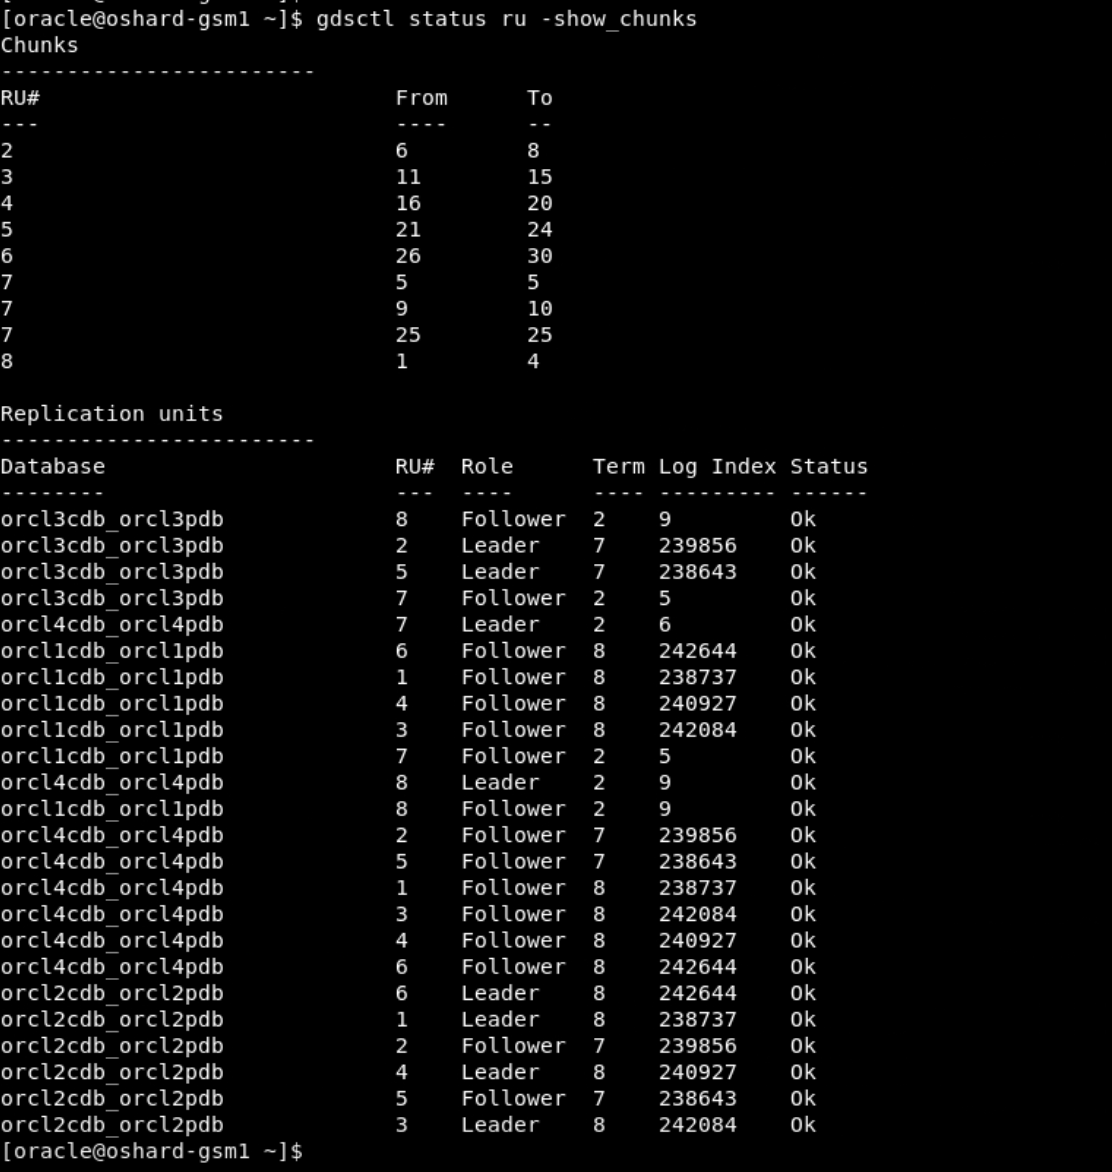 [oracle@oshard-gsm1 ~]$ gdsctl status ru -show_chunks
Chunks
------------------------
RU#                           From      To
---                           ----      --
2                             6         8
3                             11        15
4                             16        20
5                             21        24
6                             26        30
7                             5         5
7                             9         10
7                             25        25
8                             1         4

Replication units
------------------------
Database                      RU#  Role      Term Log Index Status
--------                      ---  ----      ---- --------- ------
orcl3cdb_orcl3pdb             8    Follower  2    9         Ok
orcl3cdb_orcl3pdb             2    Leader    7    239856    Ok
orcl3cdb_orcl3pdb             5    Leader    7    238643    Ok
orcl3cdb_orcl3pdb             7    Follower  2    5         Ok
orcl4cdb_orcl4pdb             7    Leader    2    6         Ok
orcl1cdb_orcl1pdb             6    Follower  8    242644    Ok
orcl1cdb_orcl1pdb             1    Follower  8    238737    Ok
orcl1cdb_orcl1pdb             4    Follower  8    240927    Ok
orcl1cdb_orcl1pdb             3    Follower  8    242084    Ok
orcl1cdb_orcl1pdb             7    Follower  2    5         Ok
orcl4cdb_orcl4pdb             8    Leader    2    9         Ok
orcl1cdb_orcl1pdb             8    Follower  2    9         Ok
orcl4cdb_orcl4pdb             2    Follower  7    239856    Ok
orcl4cdb_orcl4pdb             5    Follower  7    238643    Ok
orcl4cdb_orcl4pdb             1    Follower  8    238737    Ok
orcl4cdb_orcl4pdb             3    Follower  8    242084    Ok
orcl4cdb_orcl4pdb             4    Follower  8    240927    Ok
orcl4cdb_orcl4pdb             6    Follower  8    242644    Ok
orcl2cdb_orcl2pdb             6    Leader    8    242644    Ok
orcl2cdb_orcl2pdb             1    Leader    8    238737    Ok
orcl2cdb_orcl2pdb             2    Follower  7    239856    Ok
orcl2cdb_orcl2pdb             4    Leader    8    240927    Ok
orcl2cdb_orcl2pdb             5    Follower  7    238643    Ok
orcl2cdb_orcl2pdb             3    Leader    8    242084    Ok
[oracle@oshard-gsm1 ~]$